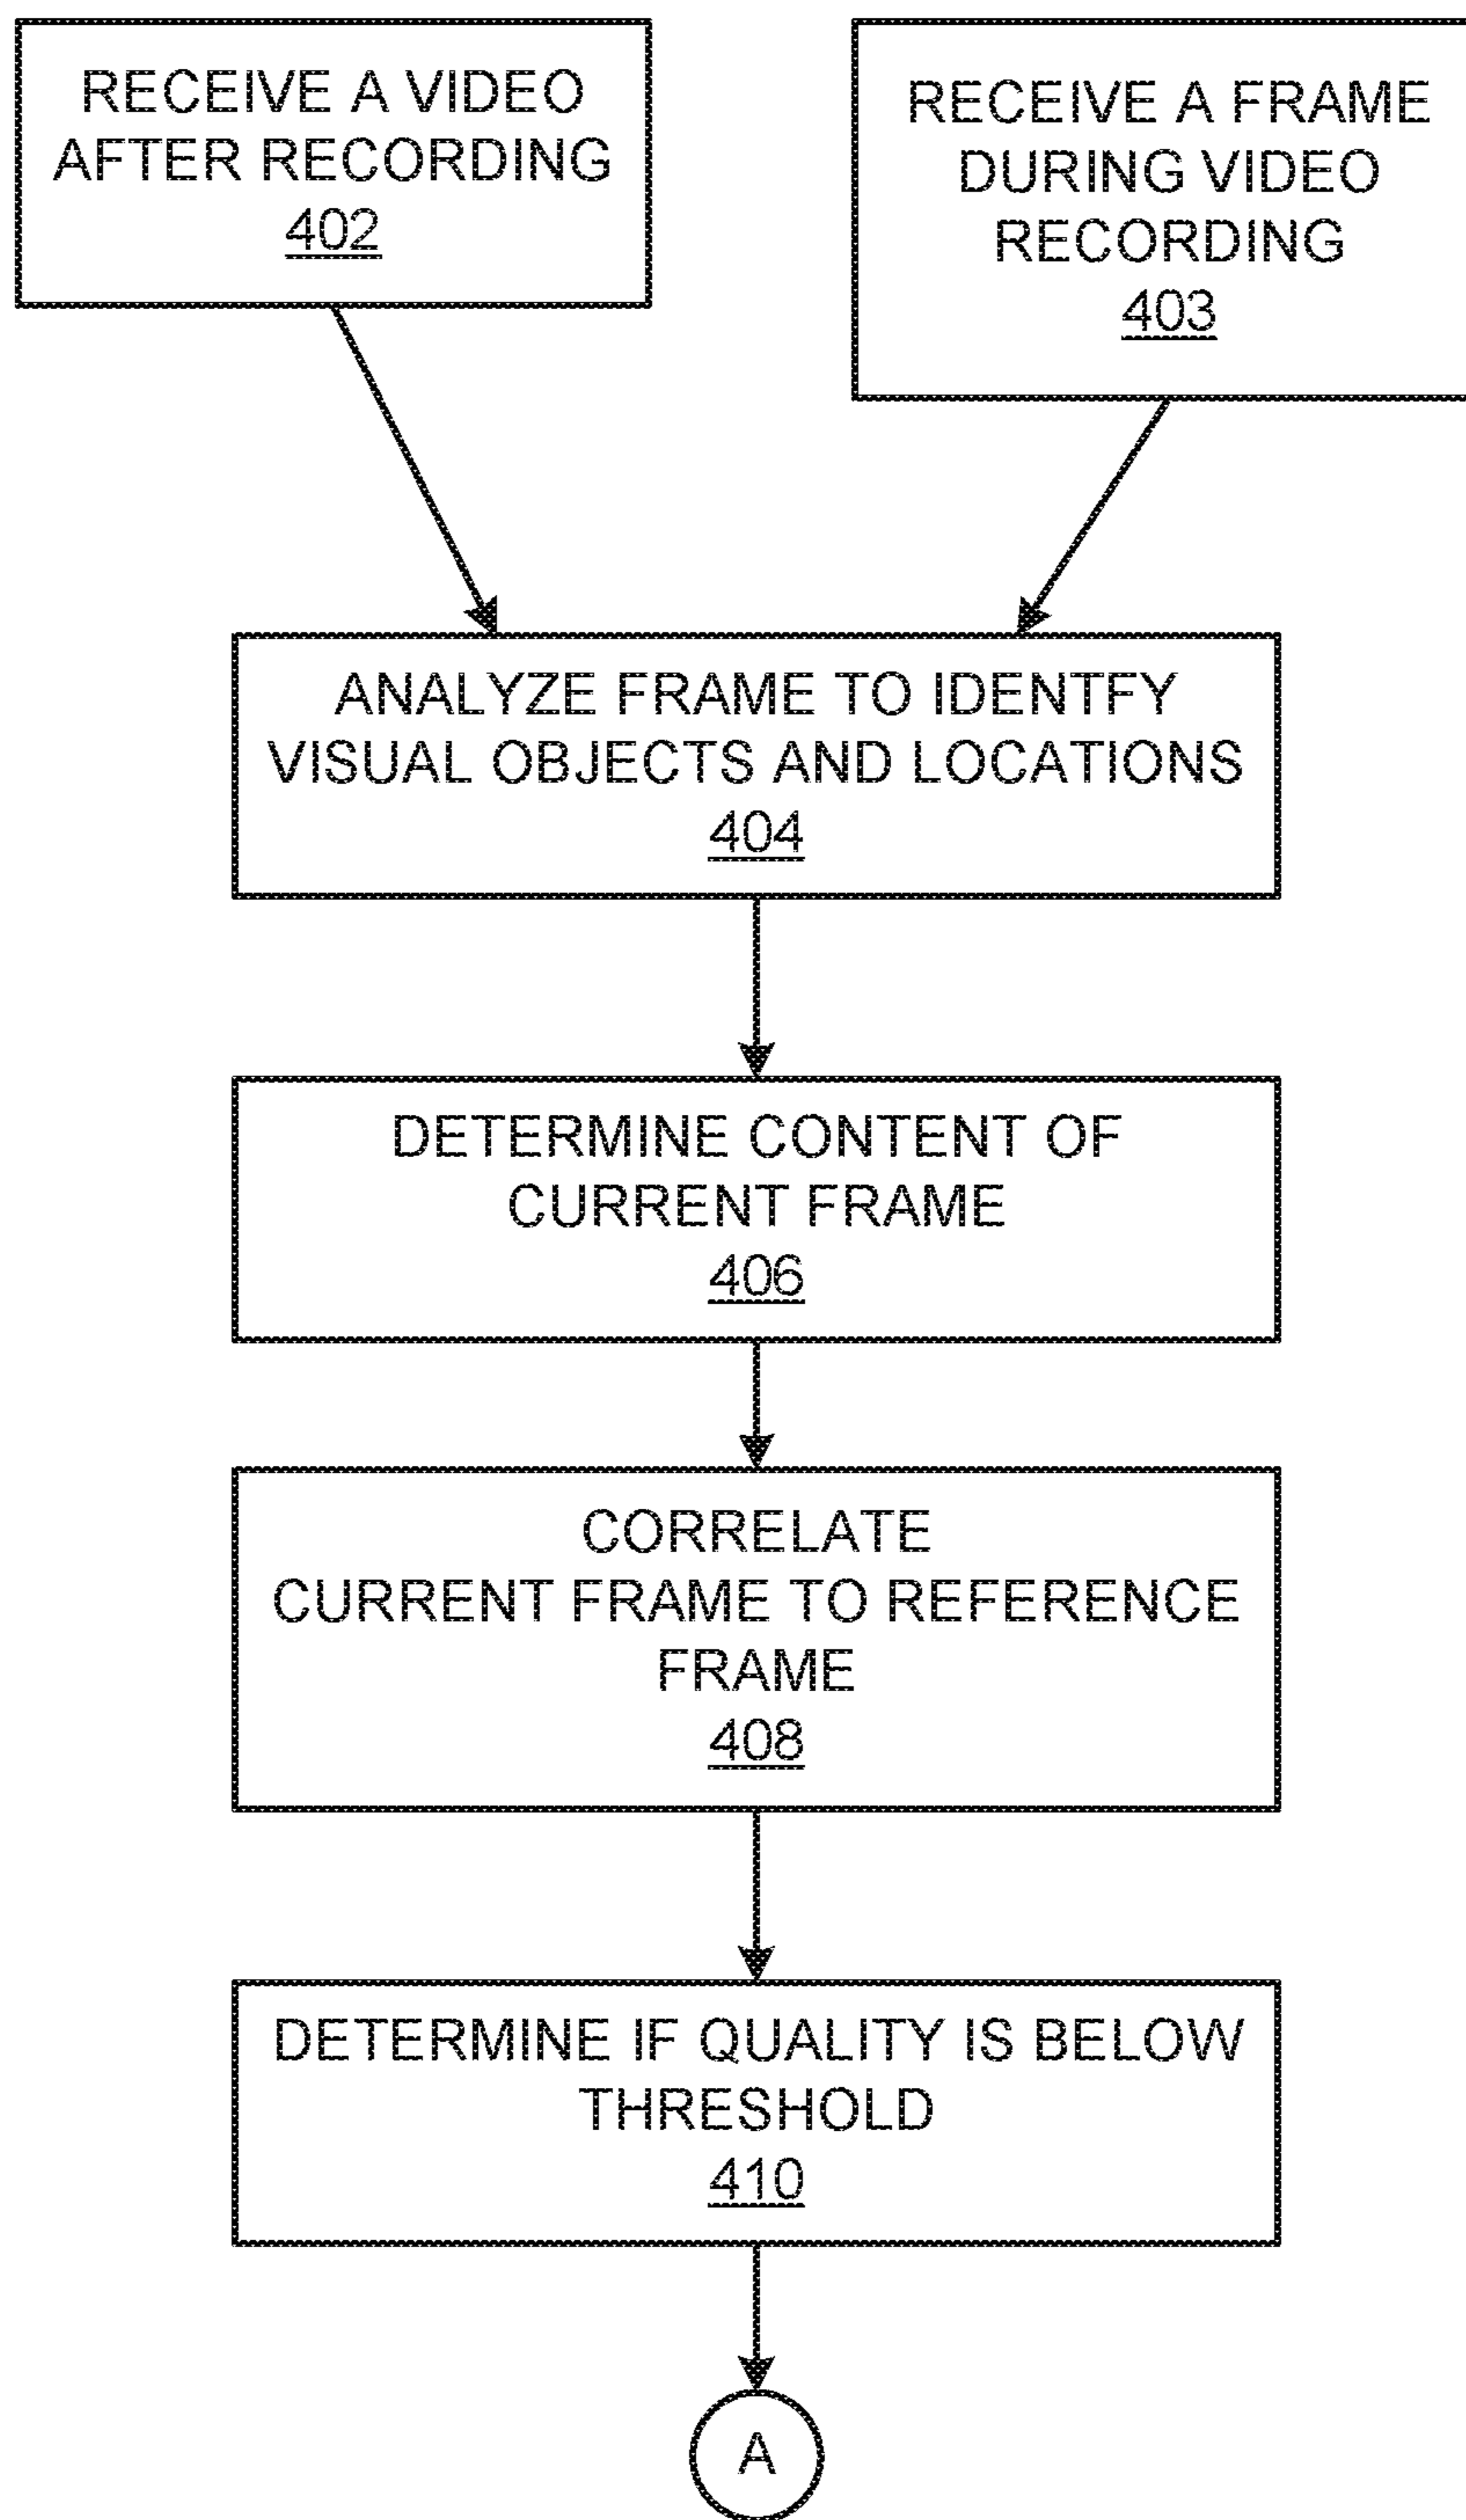 RECEIVE A VIDEO
AFTER RECORDING
402
RECEIVE A FRAME
DURING VIDEO
RECORDING
403
ANALYZE FRAME TO IDENTFY
VISUAL OBJECTS AND LOCATIONS
404
DETERMINE CONTENT OF
CURRENT FRAME
406
CORRELATE
CURRENT FRAME TO REFERENCE
FRAME
408
DETERMINE IF QUALITY IS BELOW
THRESHOLD
410
A